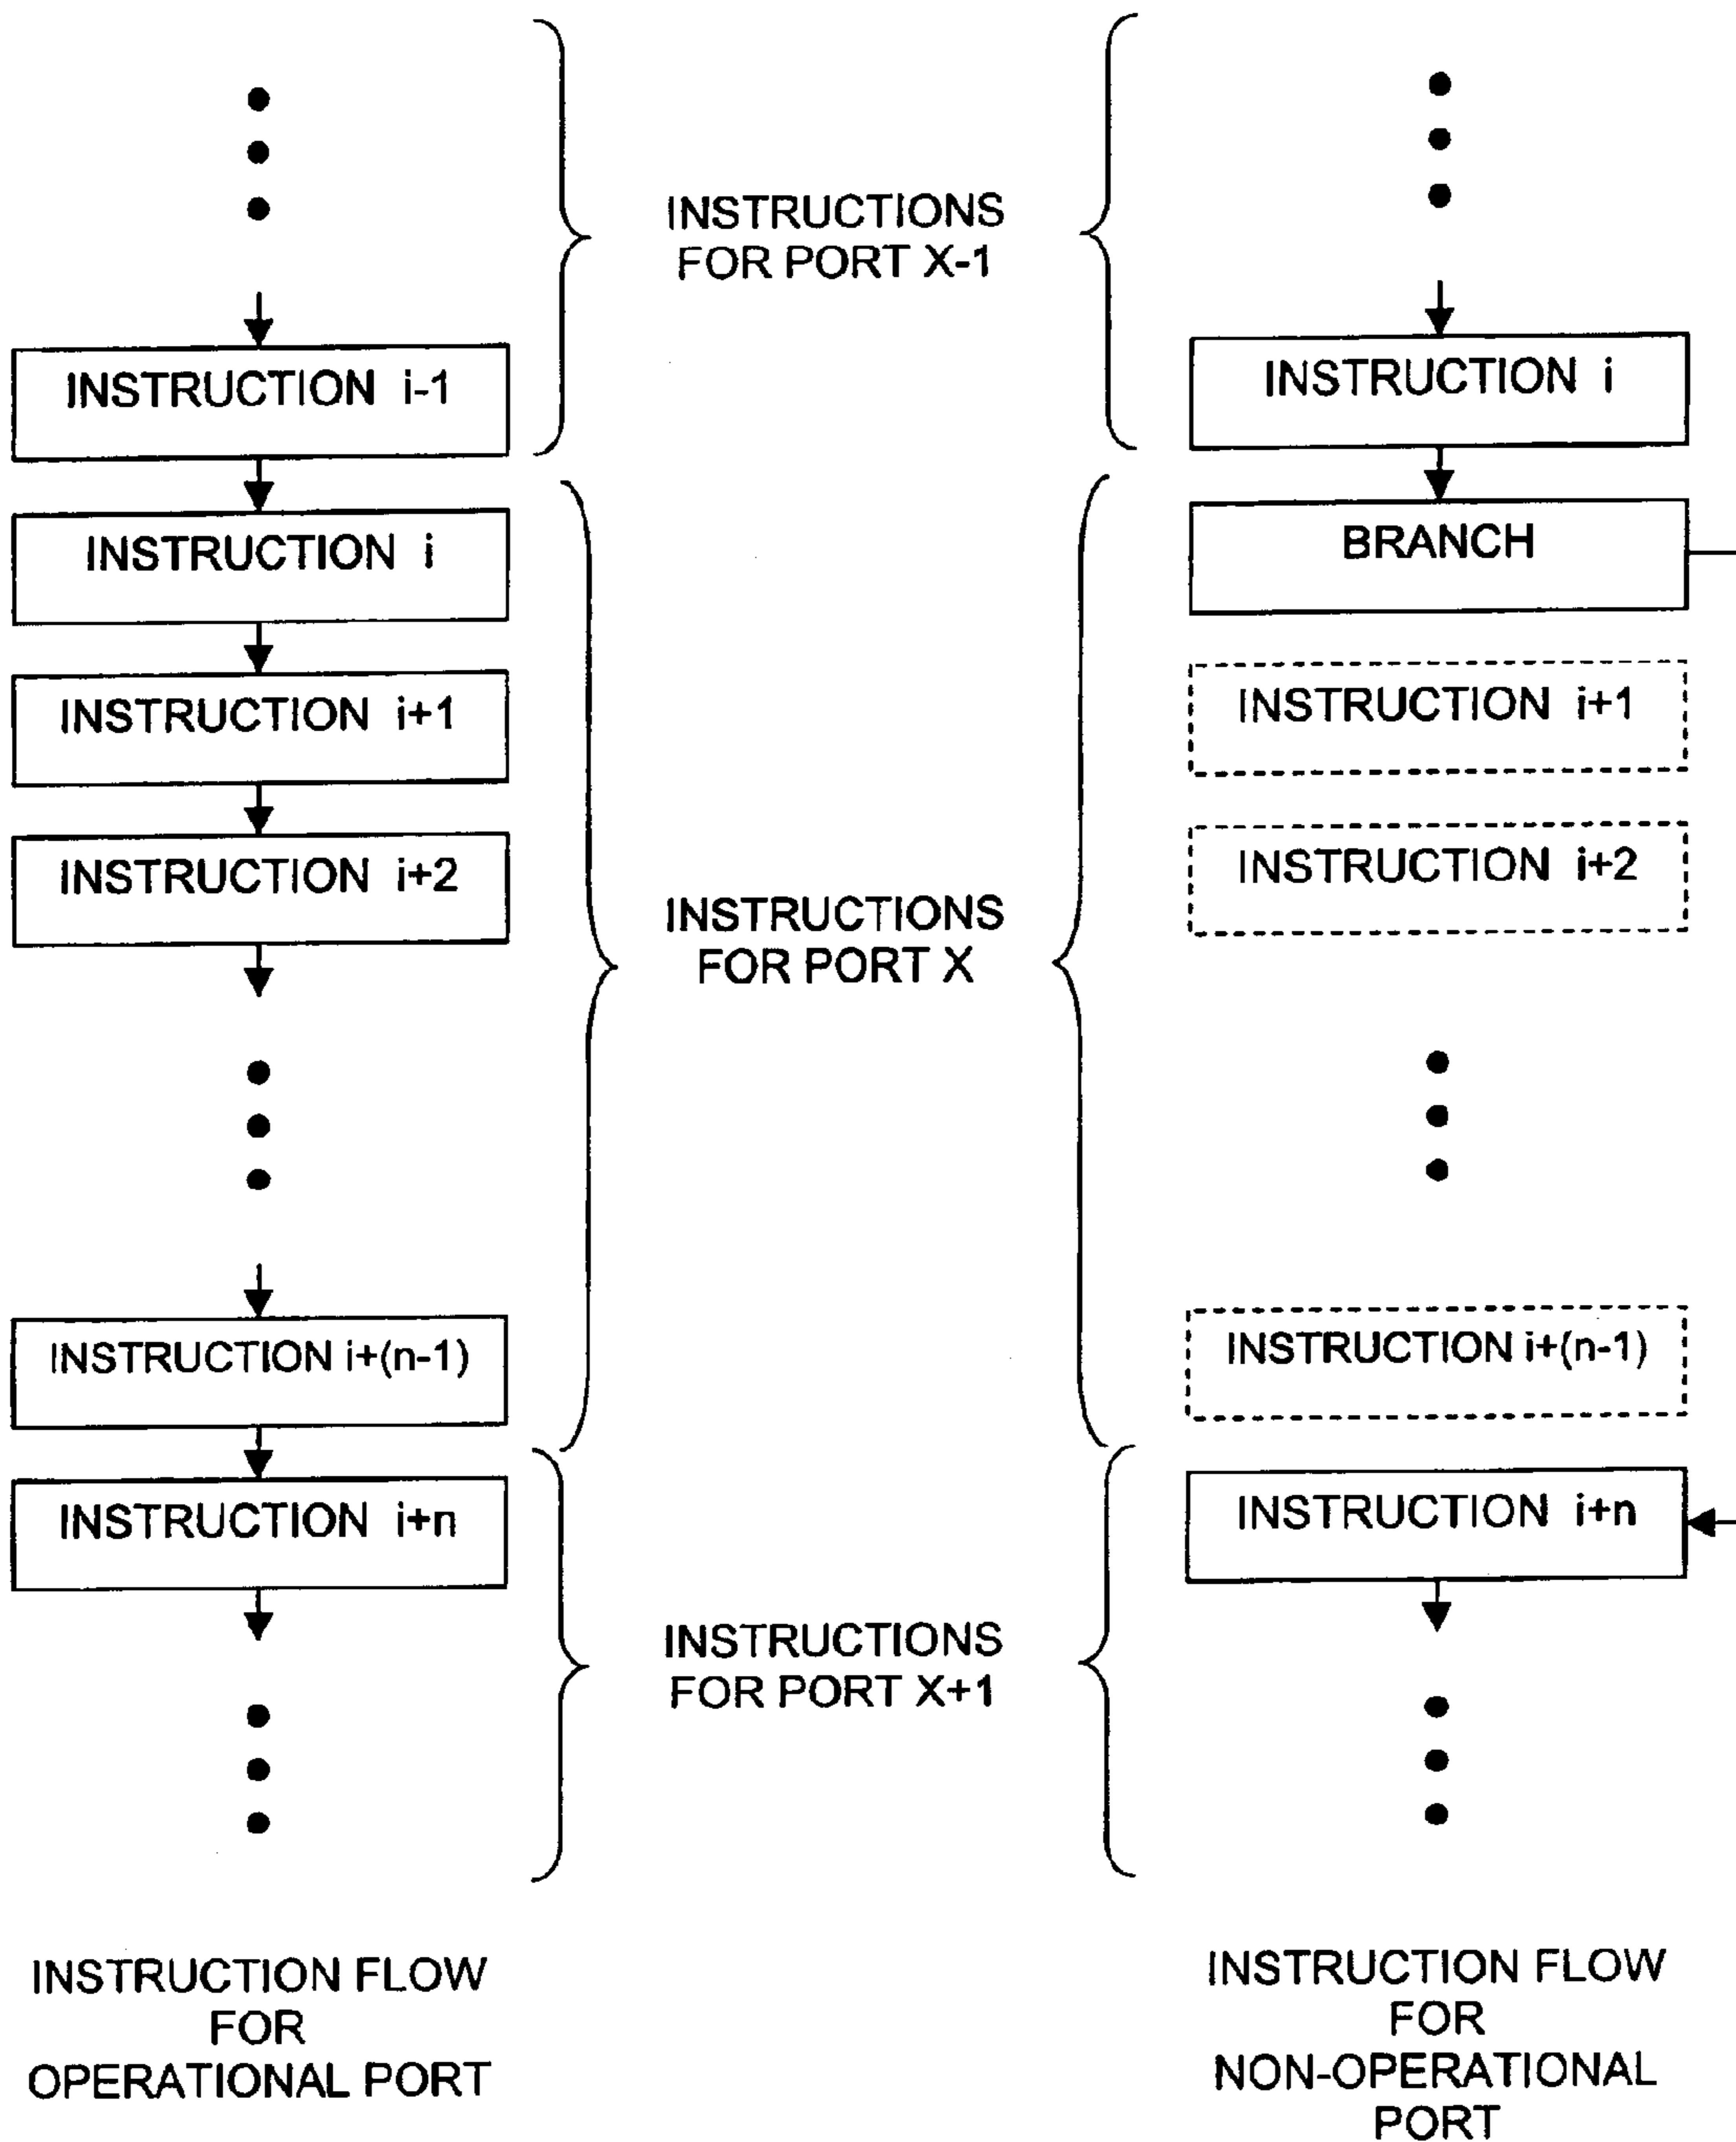 INSTRUCTION i-1
INSTRUCTION i
INSTRUCTION i+1
INSTRUCTION i+2
INSTRUCTION i+(n-1)
INSTRUCTION i+n
INSTRUCTION FLOW
FOR
OPERATIONAL PORT
INSTRUCTIONS
FOR PORT X-1
INSTRUCTIONS
FOR PORT X
INSTRUCTIONS
FOR PORT X+1
INSTRUCTION i
BRANCH
INSTRUCTION i+1
INSTRUCTION i+2
INSTRUCTION i+(n-1)
INSTRUCTION i+n
INSTRUCTION FLOW
FOR
NON-OPERATIONAL
PORT